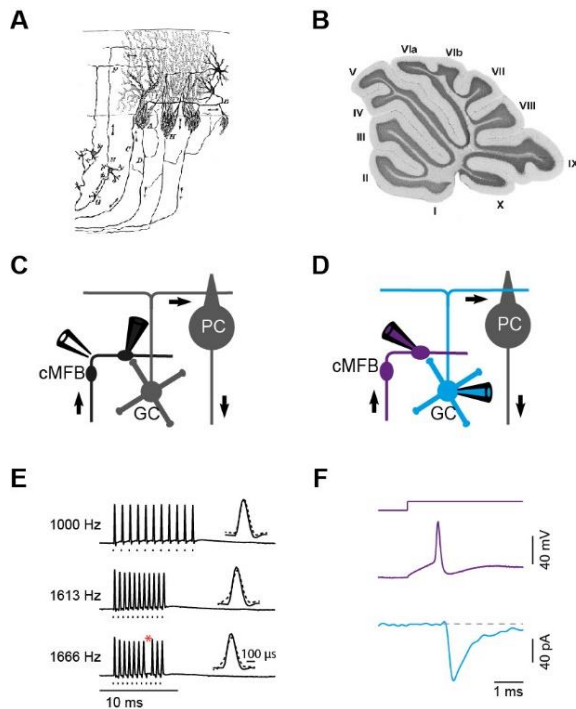 A
B
VIa
VIb
V
VII
VIII
IV
III
IX
II
X
I
C
D
PC
cMFB
GC
PC
cMFB
GC
E
F
1000 Hz
1613 Hz
1666 Hz
*
100 µs
10 ms
40 mV
40 pA
1 ms